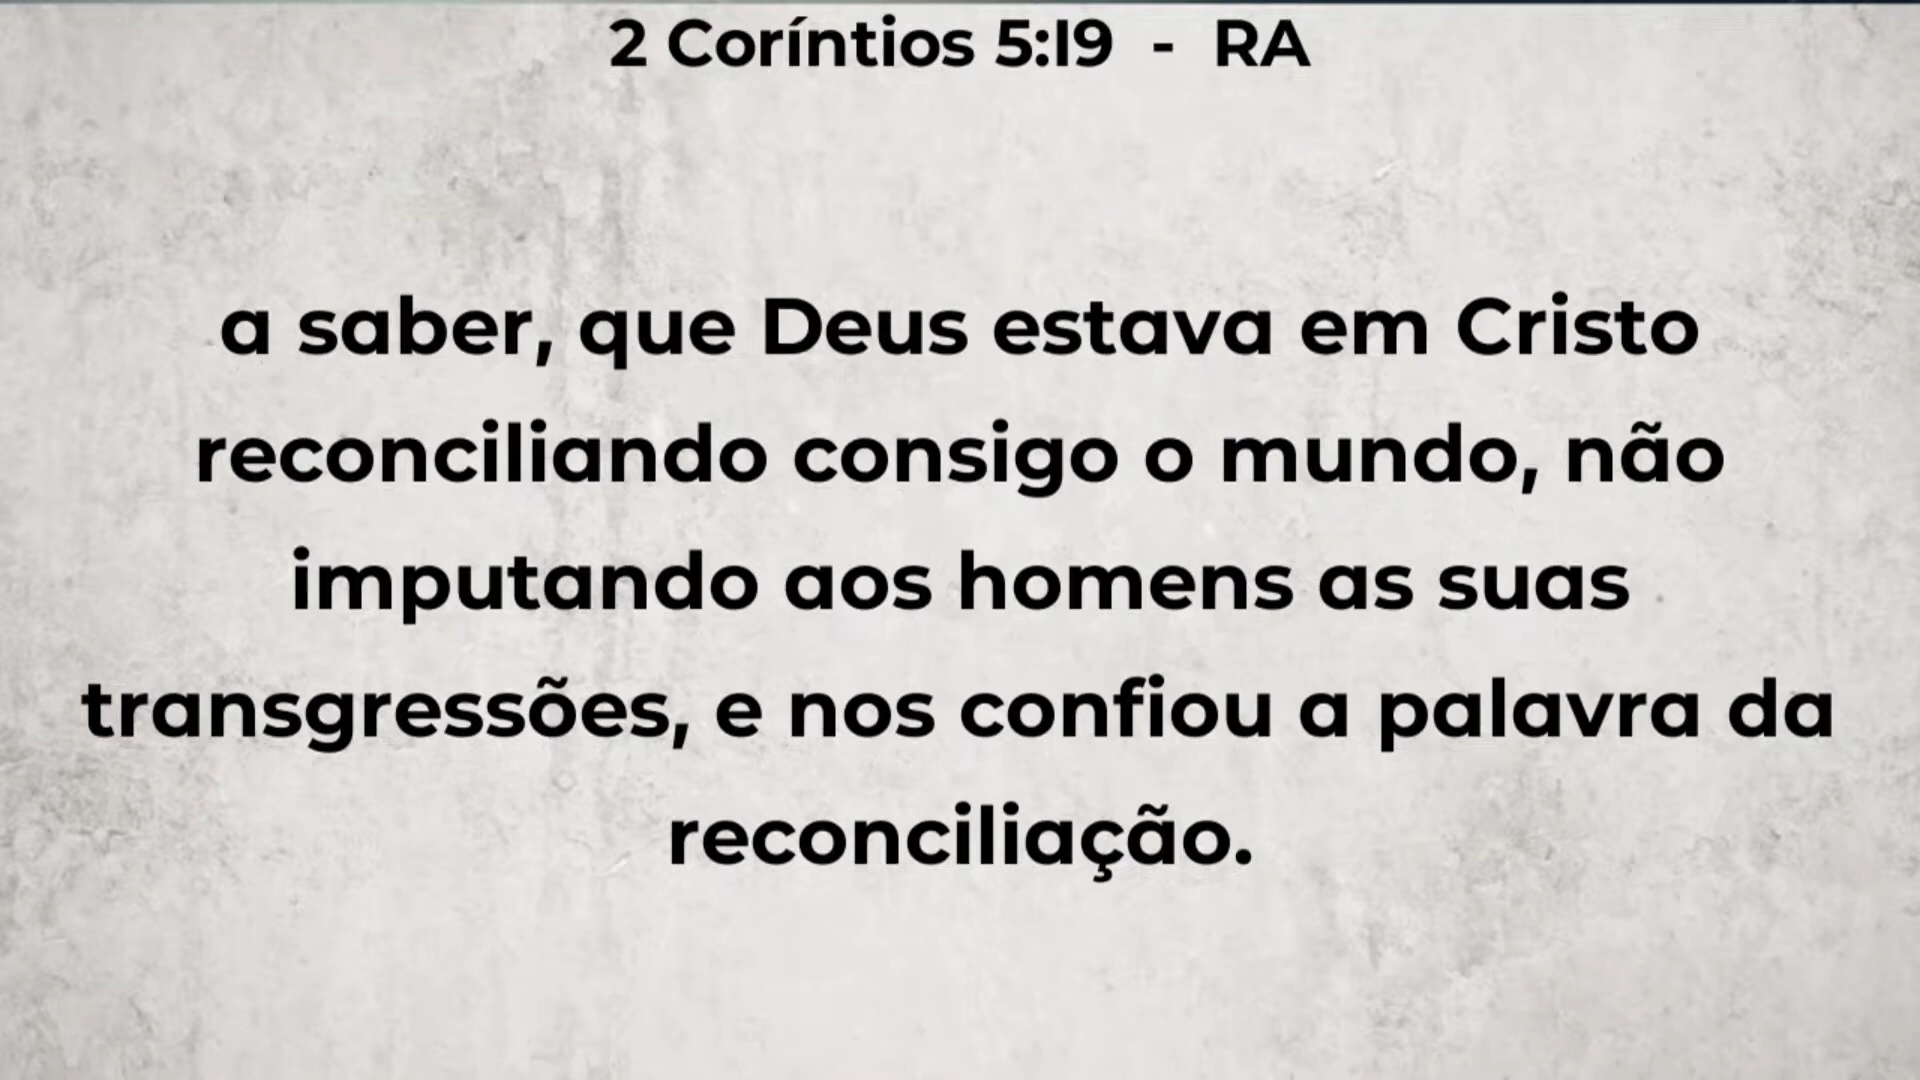 2 Coríntios 5:19 - RA
a saber, que Deus estava em Cristo
reconciliando consigo o mundo, não
imputando aos homens as suas
transgressões, e nos confiou a palavra da
reconciliação.